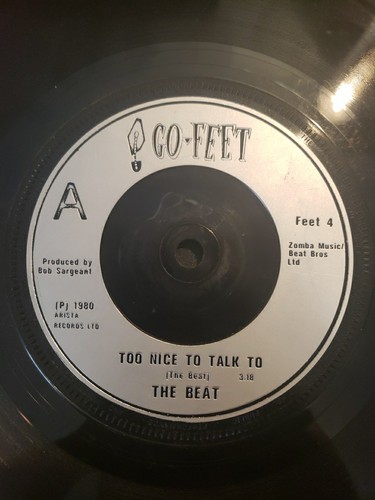 GO-FEET
A
Feet 4
Zomba Music/
Beat Bros
Ltd
Produced by
Bob Sargeant
(P) 1980
ARISTA
RECORDS LTD
TOO NICE TO TALK TO
(The Beat) 3.18
THE BEAT